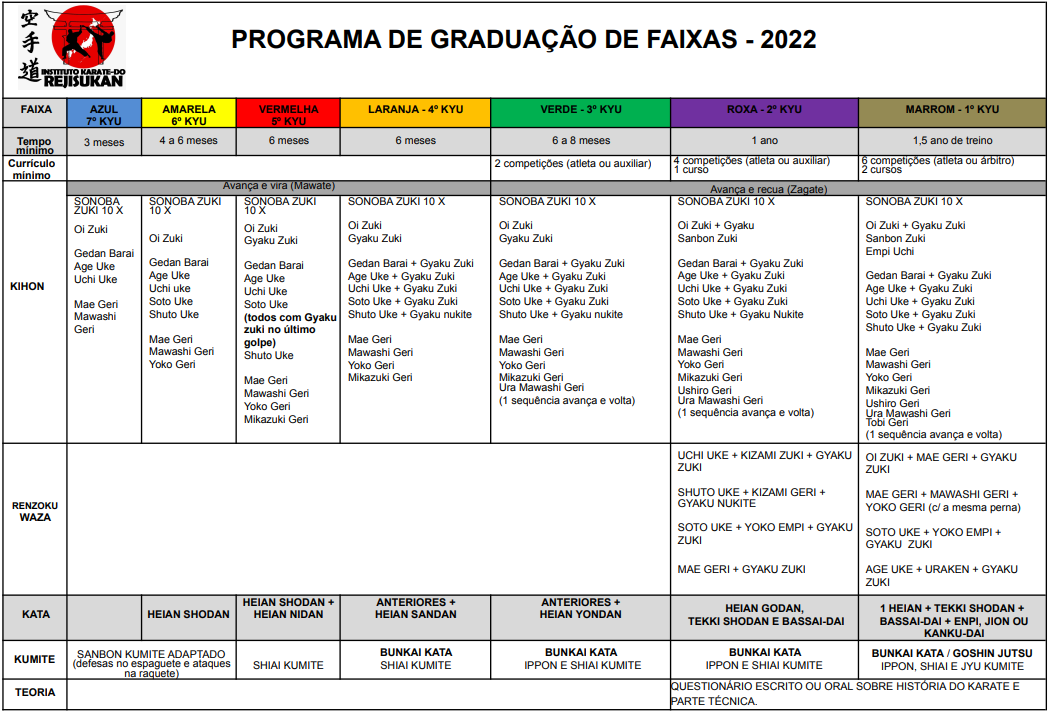 空
手
道
INSTITUTO KARATE-DO
REJISUKAN
PROGRAMA DE GRADUAÇÃO DE FAIXAS - 2022
FAIXA
AZUL
7º KYU
AMARELA
6º KYU
VERMELHA
5º KYU
LARANJA - 4º KYU
VERDE - 3º KYU
ROXA - 2º KYU
MARROM - 1º KYU
Tempo
mínimo
3 meses
4 a 6 meses
6 meses
6 meses
6 a 8 meses
1 ano
1,5 ano de treino
Currículo
mínimo
2 competições (atleta ou auxiliar)
4 competições (atleta ou auxiliar)
1 curso
6 competições (atleta ou árbitro)
2 cursos
Avança e vira (Mawate)
Avança e recua (Zagate)
KIHON
SONOBA
ZUKI 10 X
Oi Zuki
Gedan Barai
Age Uke
Uchi Uke
Mae Geri
Mawashi
Geri
SONOBA ZUKI
10 X
Oi Zuki
Gedan Barai
Age Uke
Uchi uke
Soto Uke
Shuto Uke
Mae Geri
Mawashi Geri
Yoko Geri
SONOBA ZUKI
10 X
Oi Zuki
Gyaku Zuki
Gedan Barai
Age Uke
Uchi Uke
Soto Uke
(todos com Gyaku
zuki no último
golpe)
Shuto Uke
Mae Geri
Mawashi Geri
Yoko Geri
Mikazuki Geri
SONOBA ZUKI 10 X
Oi Zuki
Gyaku Zuki
Gedan Barai + Gyaku Zuki
Age Uke + Gyaku Zuki
Uchi Uke + Gyaku Zuki
Soto Uke + Gyaku Zuki
Shuto Uke + Gyaku nukite
Mae Geri
Mawashi Geri
Yoko Geri
Mikazuki Geri
SONOBA ZUKI 10 X
Oi Zuki
Gyaku Zuki
Gedan Barai + Gyaku Zuki
Age Uke + Gyaku Zuki
Uchi Uke + Gyaku Zuki
Soto Uke + Gyaku Zuki
Shuto Uke + Gyaku nukite
Mae Geri
Mawashi Geri
Yoko Geri
Mikazuki Geri
Ura Mawashi Geri
(1 sequência avança e volta)
SONOBA ZUKI 10 X
Oi Zuki + Gyaku
Sanbon Zuki
Gedan Barai + Gyaku Zuki
Age Uke + Gyaku Zuki
Uchi Uke + Gyaku Zuki
Soto Uke + Gyaku Zuki
Shuto Uke + Gyaku Nukite
Mae Geri
Mawashi Geri
Yoko Geri
Mikazuki Geri
Ushiro Geri
Ura Mawashi Geri
(1 sequência avança e volta)
SONOBA ZUKI 10 X
Oi Zuki + Gyaku Zuki
Sanbon Zuki
Empi Uchi
Gedan Barai + Gyaku Zuki
Age Uke + Gyaku Zuki
Uchi Uke + Gyaku Zuki
Soto Uke + Gyaku Zuki
Shuto Uke + Gyaku Zuki
Mae Geri
Mawashi Geri
Yoko Geri
Mikazuki Geri
Ushiro Geri
Ura Mawashi Geri
Tobi Geri
(1 sequência avança e volta)
RENZOKU
WAZA
UCHI UKE + KIZAMI ZUKI + GYAKU
ZUKI
SHUTO UKE + KIZAMI GERI +
GYAKU NUKITE
SOTO UKE + YOKO EMPI + GYAKU
ZUKI
MAE GERI + GYAKU ZUKI
OI ZUKI + MAE GERI + GYAKU
ZUKI
MAE GERI + MAWASHI GERI +
YOKO GERI (c/ a mesma perna)
SOTO UKE + YOKO EMPI +
GYAKU ZUKI
AGE UKE + URAKEN + GYAKU
ZUKI
KATA
HEIAN SHODAN
HEIAN SHODAN +
HEIAN NIDAN
ANTERIORES +
HEIAN SANDAN
ANTERIORES +
HEIAN YONDAN
HEIAN GODAN,
TEKKI SHODAN E BASSAI-DAI
1 HEIAN + TEKKI SHODAN +
BASSAI-DAI + ENPI, JION OU
KANKU-DAI
KUMITE
SANBON KUMITE ADAPTADO
(defesas no espaguete e ataques
na raquete)
SHIAI KUMITE
BUNKAI KATA
SHIAI KUMITE
BUNKAI KATA
IPPON E SHIAI KUMITE
BUNKAI KATA
IPPON E SHIAI KUMITE
BUNKAI KATA / GOSHIN JUTSU
IPPON, SHIAI E JYU KUMITE
TEORIA
QUESTIONÁRIO ESCRITO OU ORAL SOBRE HISTÓRIA DO KARATE E
PARTE TÉCNICA.